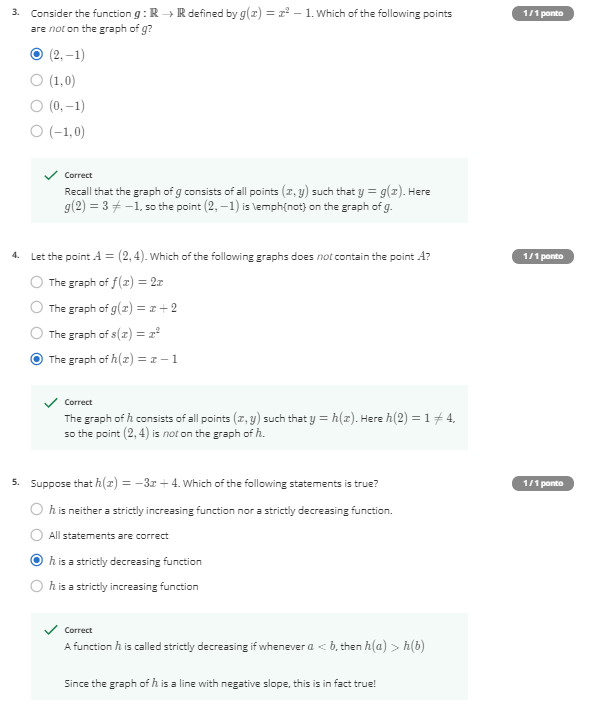 3. Consider the function g : ℝ → ℝ defined by g(x) = x² − 1. Which of the following points 1 / 1 ponto
are not on the graph of g?
(2, −1)
(1, 0)
(0, −1)
(−1, 0)
Correct
Recall that the graph of g consists of all points (x, y) such that y = g(x). Here
g(2) = 3 ≠ −1, so the point (2, −1) is \emph{not} on the graph of g.
4. Let the point A = (2, 4). Which of the following graphs does not contain the point A? 1 / 1 ponto
The graph of f(x) = 2x
The graph of g(x) = x + 2
The graph of s(x) = x²
The graph of h(x) = x − 1
Correct
The graph of h consists of all points (x, y) such that y = h(x). Here h(2) = 1 ≠ 4,
so the point (2, 4) is not on the graph of h.
5. Suppose that h(x) = −3x + 4. Which of the following statements is true? 1 / 1 ponto
h is neither a strictly increasing function nor a strictly decreasing function.
All statements are correct
h is a strictly decreasing function
h is a strictly increasing function
Correct
A function h is called strictly decreasing if whenever a < b, then h(a) > h(b)
Since the graph of h is a line with negative slope, this is in fact true!